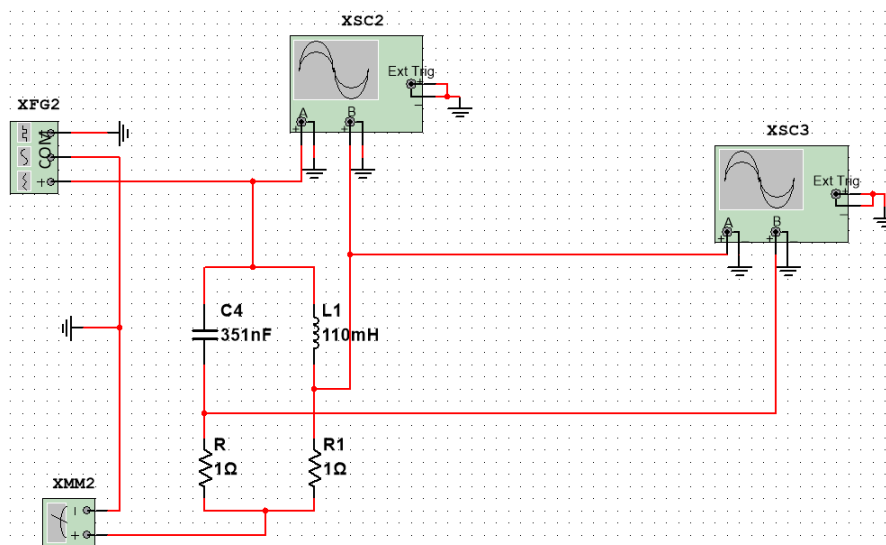 XSC2
Ext Trig
+
−
A
B
+
−
+
−
XFG2
COM
+
XSC3
Ext Trig
+
−
A
B
+
−
+
−
C4
351nF
L1
110mH
R
1Ω
R1
1Ω
XMM2
−
+